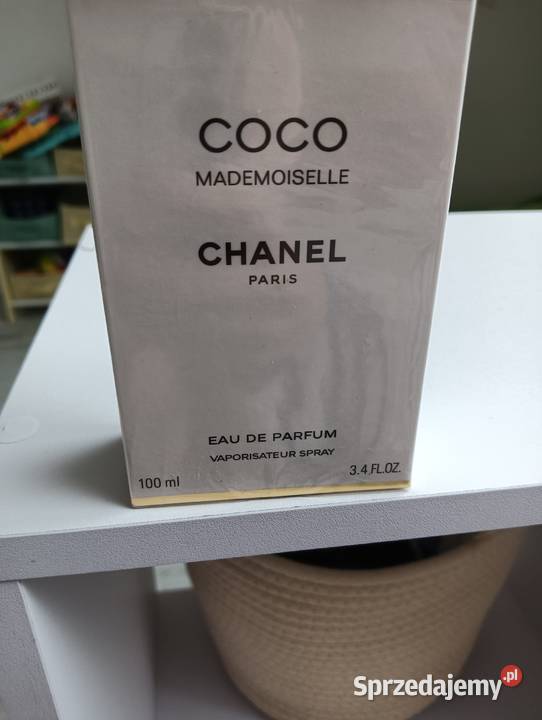 COCO
MADEMOISELLE
CHANEL
PARIS
EAU DE PARFUM
VAPORISATEUR SPRAY
100 ml
3.4 FL.OZ.
Sprzedajemy.pl